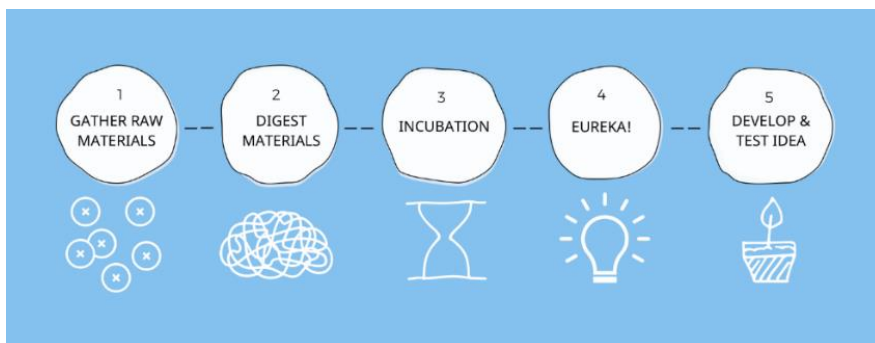 1
GATHER RAW
MATERIALS
2
DIGEST
MATERIALS
3
INCUBATION
4
EUREKA!
5
DEVELOP &
TEST IDEA